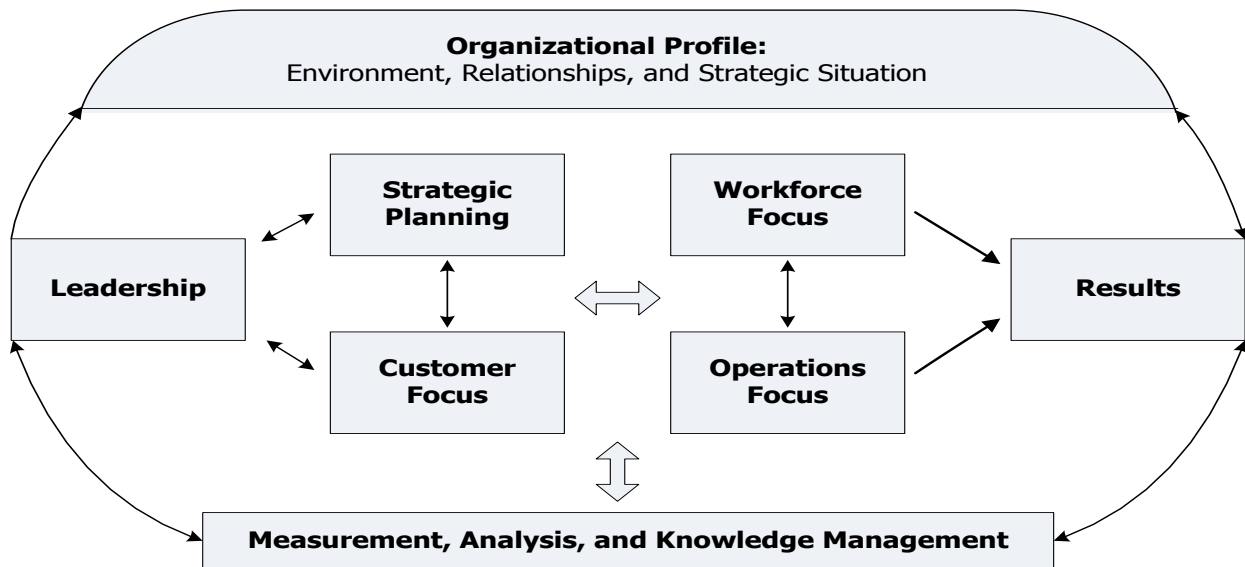 Organizational Profile:
Environment, Relationships, and Strategic Situation
Strategic
Planning
Workforce
Focus
Leadership
Results
Customer
Focus
Operations
Focus
Measurement, Analysis, and Knowledge Management